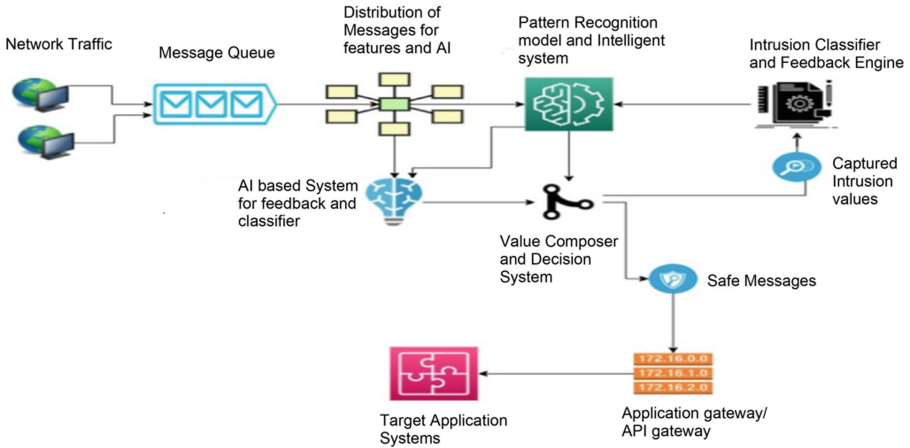 Network Traffic
Message Queue
Distribution of
Messages for
features and AI
Pattern Recognition
model and Intelligent
system
Intrusion Classifier
and Feedback Engine
AI based System
for feedback and
classifier
Value Composer
and Decision
System
Captured
Intrusion
values
Safe Messages
172.16.0.0
172.16.1.0
172.16.2.0
Target Application
Systems
Application gateway/
API gateway